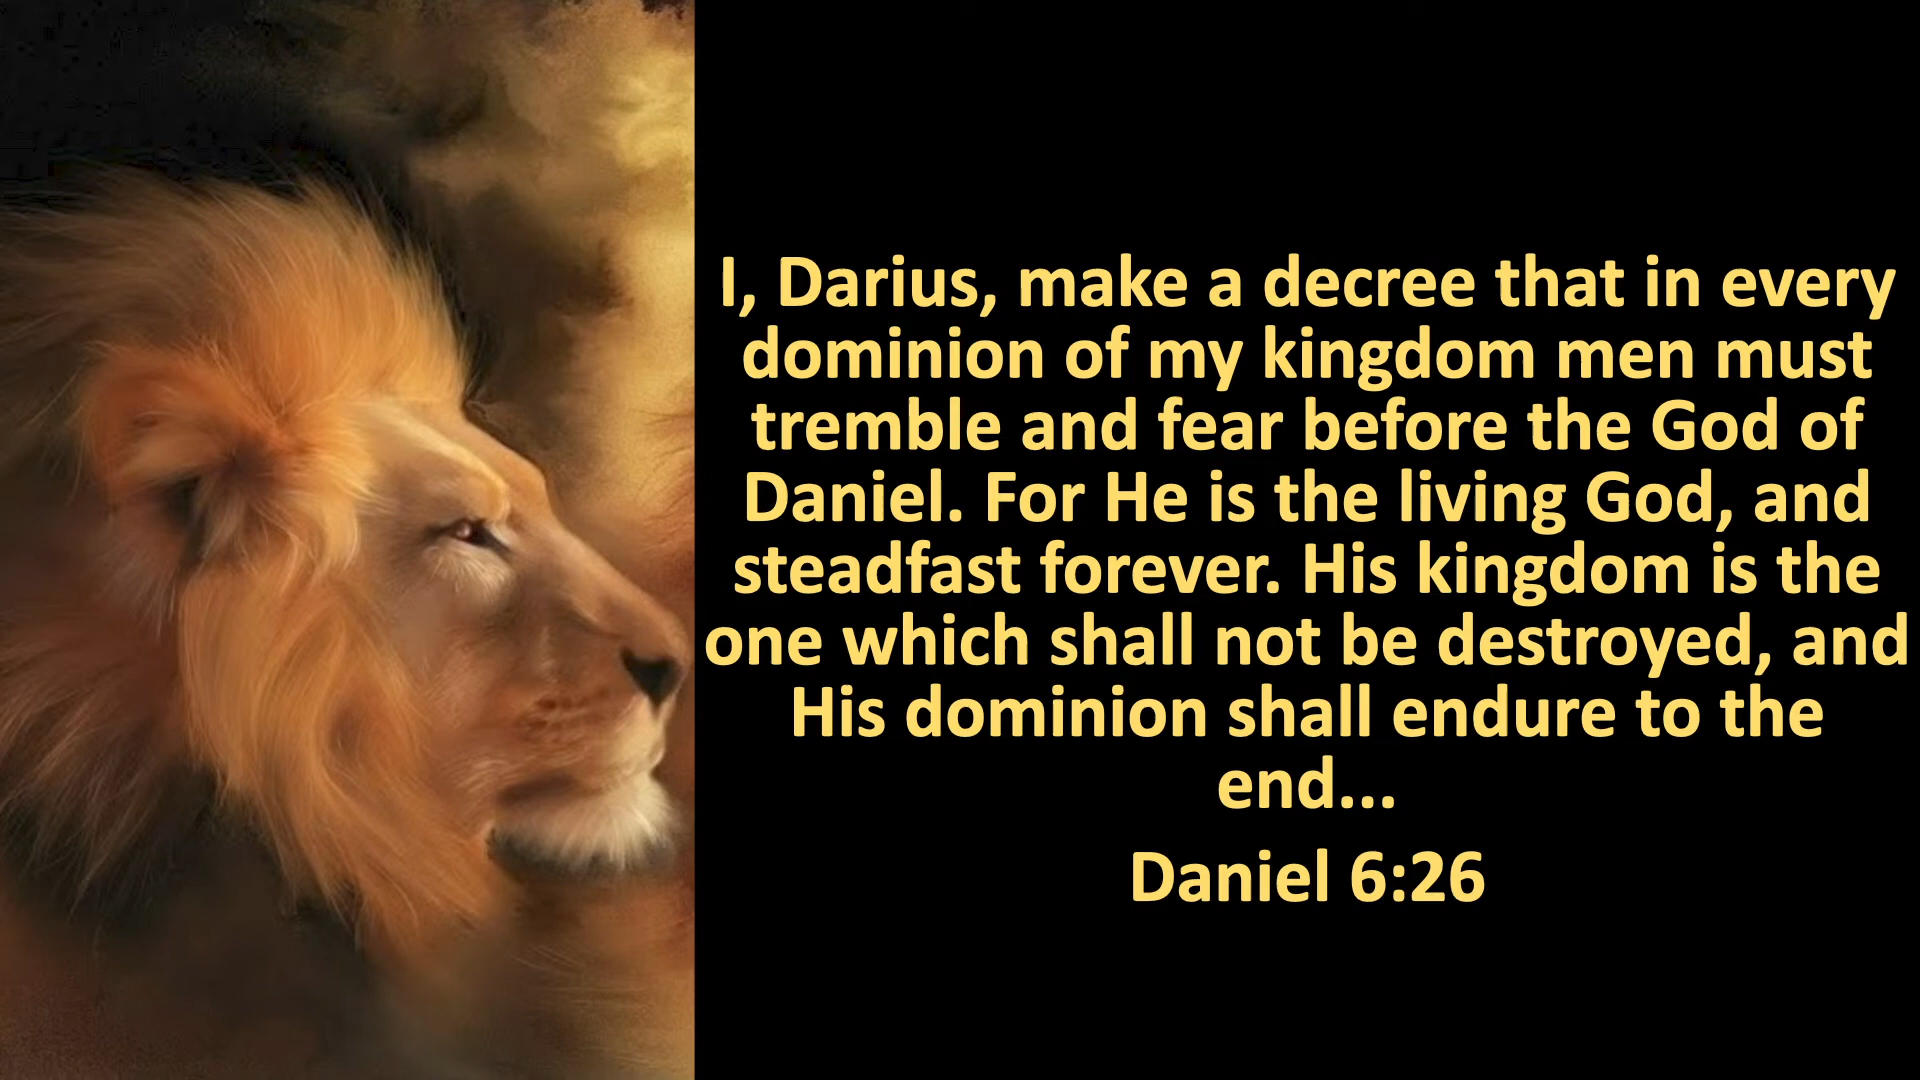 I, Darius, make a decree that in every
dominion of my kingdom men must
tremble and fear before the God of
Daniel. For He is the living God, and
steadfast forever. His kingdom is the
one which shall not be destroyed, and
His dominion shall endure to the
end...
Daniel 6:26